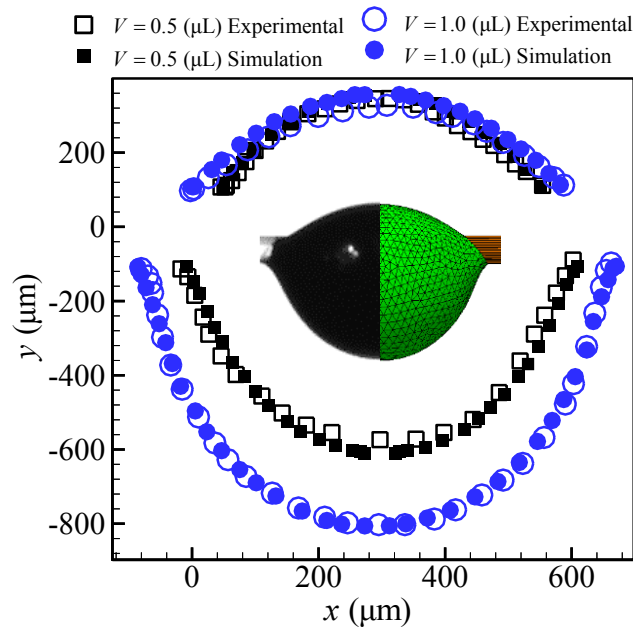 V = 0.5 (μL) Experimental V = 1.0 (μL) Experimental
V = 0.5 (μL) Simulation V = 1.0 (μL) Simulation
200
0
-200
-400
-600
-800
y (μm)
0 200 400 600
x (μm)